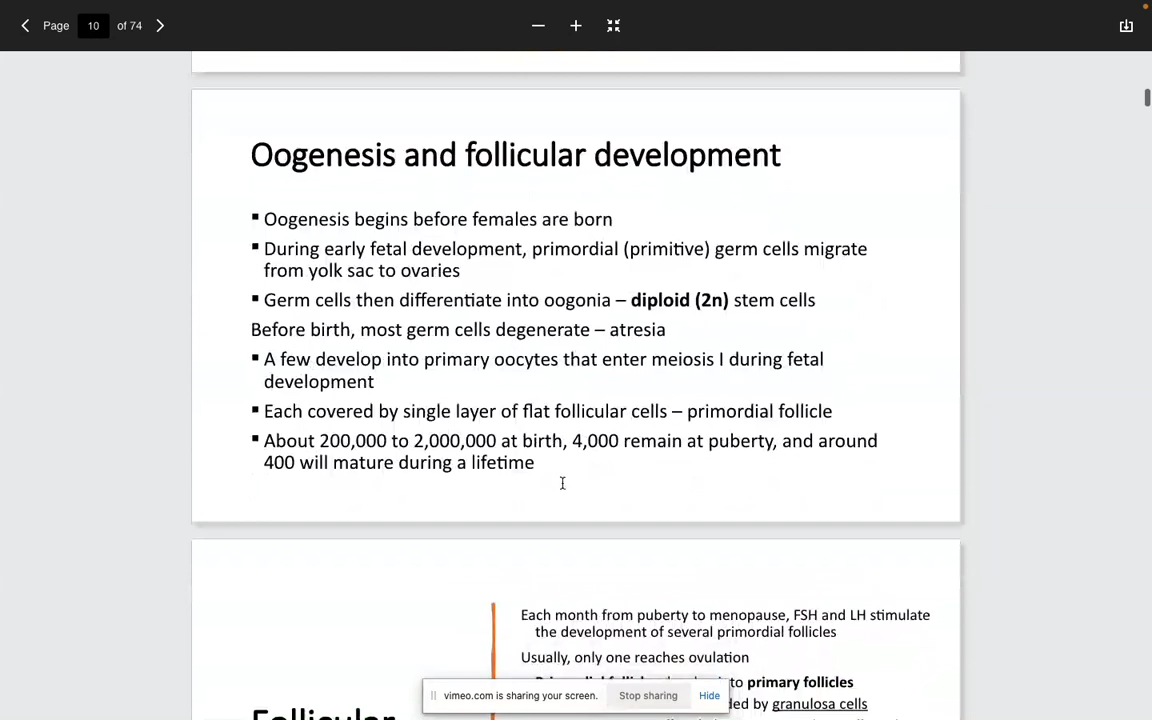 Page 10 of 74
Oogenesis and follicular development
▪ Oogenesis begins before females are born
▪ During early fetal development, primordial (primitive) germ cells migrate
from yolk sac to ovaries
▪ Germ cells then differentiate into oogonia – diploid (2n) stem cells
Before birth, most germ cells degenerate – atresia
▪ A few develop into primary oocytes that enter meiosis I during fetal
development
▪ Each covered by single layer of flat follicular cells – primordial follicle
▪ About 200,000 to 2,000,000 at birth, 4,000 remain at puberty, and around
400 will mature during a lifetime
Each month from puberty to menopause, FSH and LH stimulate
the development of several primordial follicles
Usually, only one reaches ovulation
primary follicles
by granulosa cells
Follicular
vimeo.com is sharing your screen. Stop sharing Hide